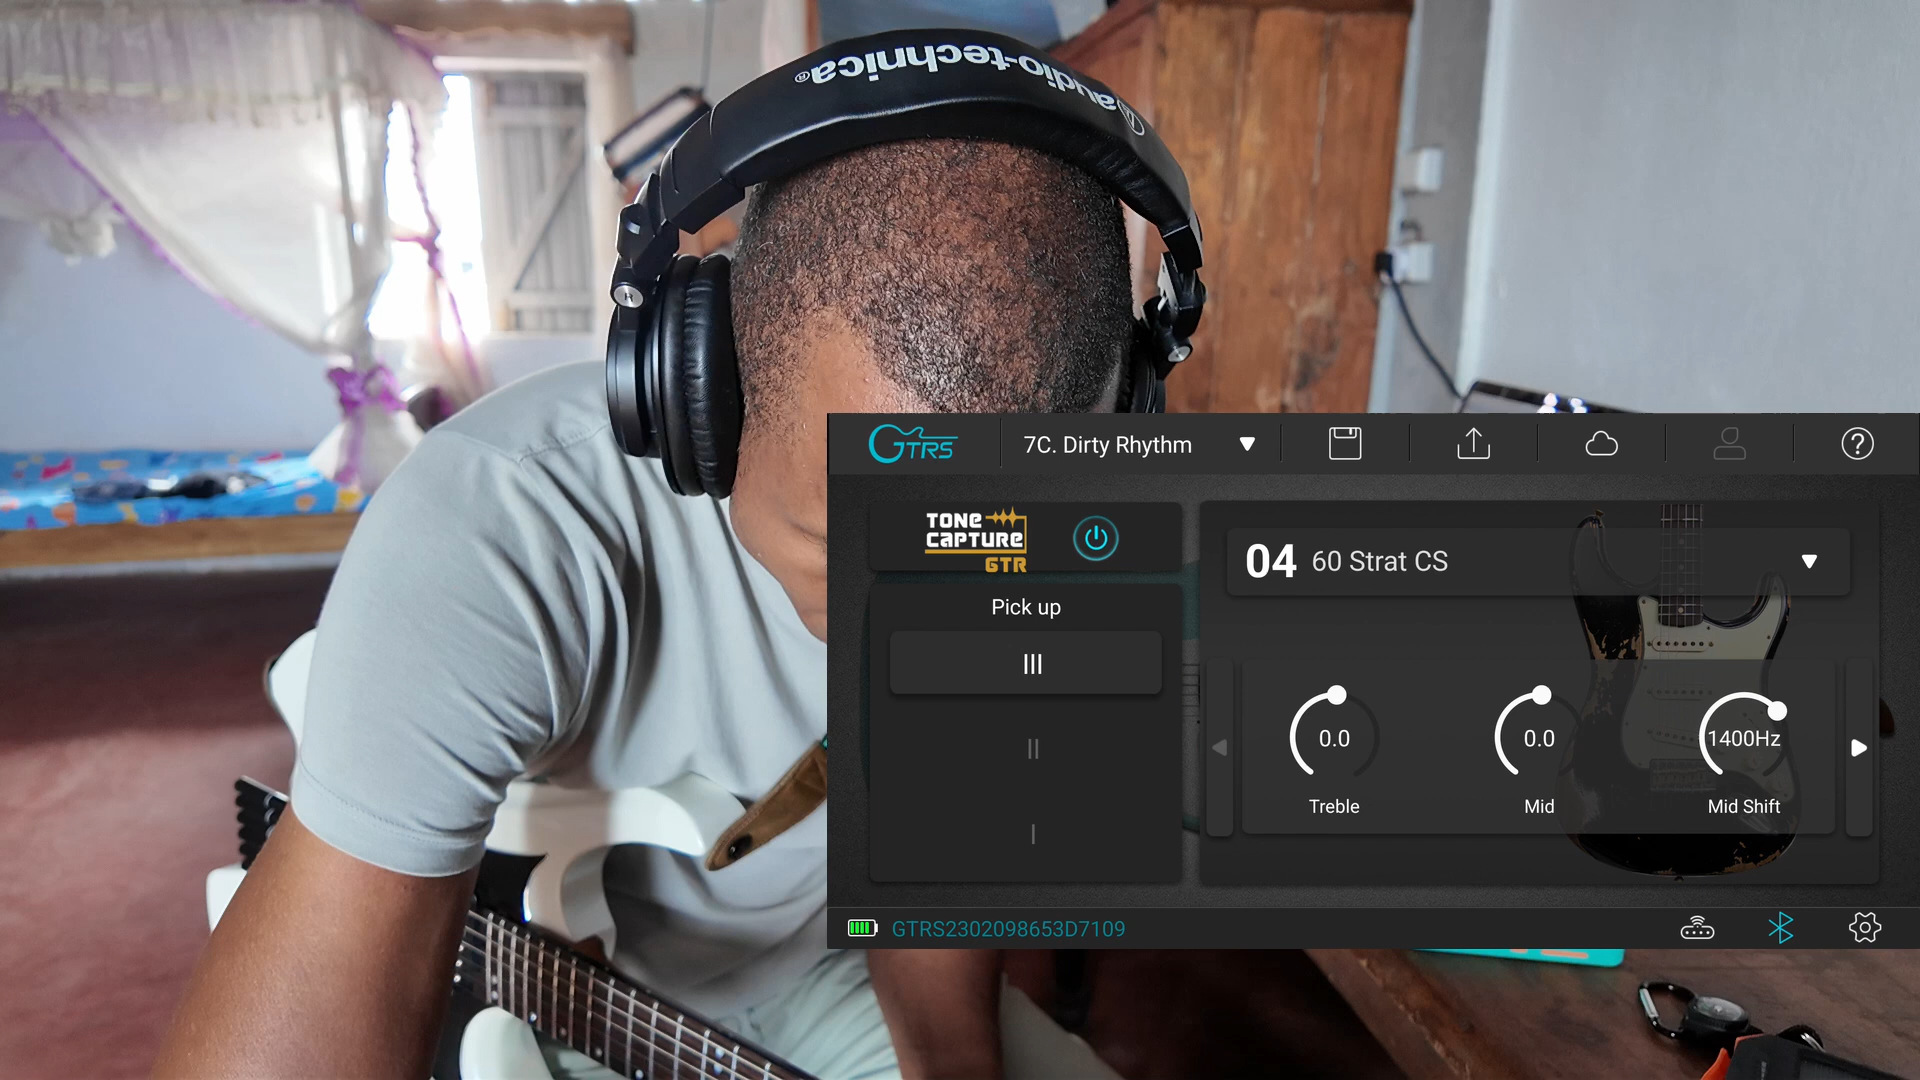 audio-technica®
GTRS
7C. Dirty Rhythm
TONE
CAPTURE
GTR
04 60 Strat CS
Pick up
III
II
I
0.0
0.0
1400Hz
Treble
Mid
Mid Shift
GTRS2302098653D7109